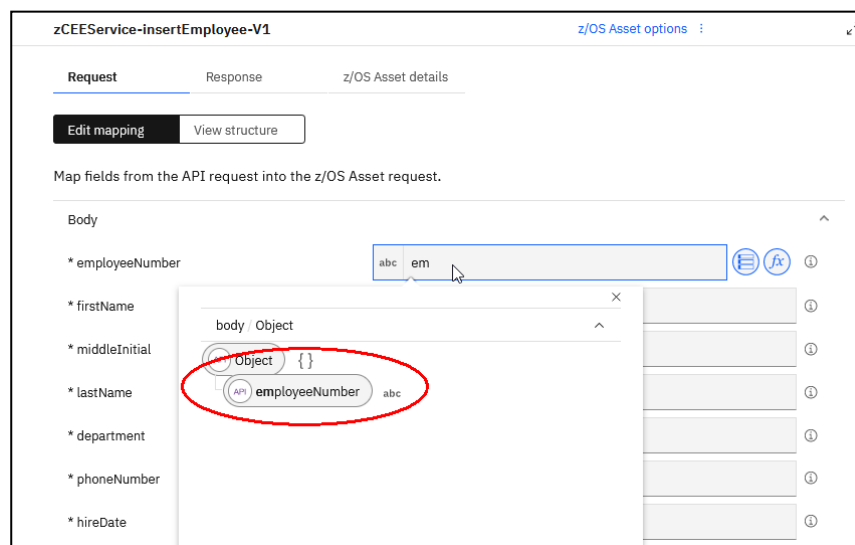 zCEEService-insertEmployee-V1 z/OS Asset options
Request Response z/OS Asset details
Edit mapping View structure
Map fields from the API request into the z/OS Asset request.
Body
* employeeNumber abc em fx
* firstName
body / Object
* middleInitial
API Object {}
* lastName
API employeeNumber abc
* department
* phoneNumber
* hireDate